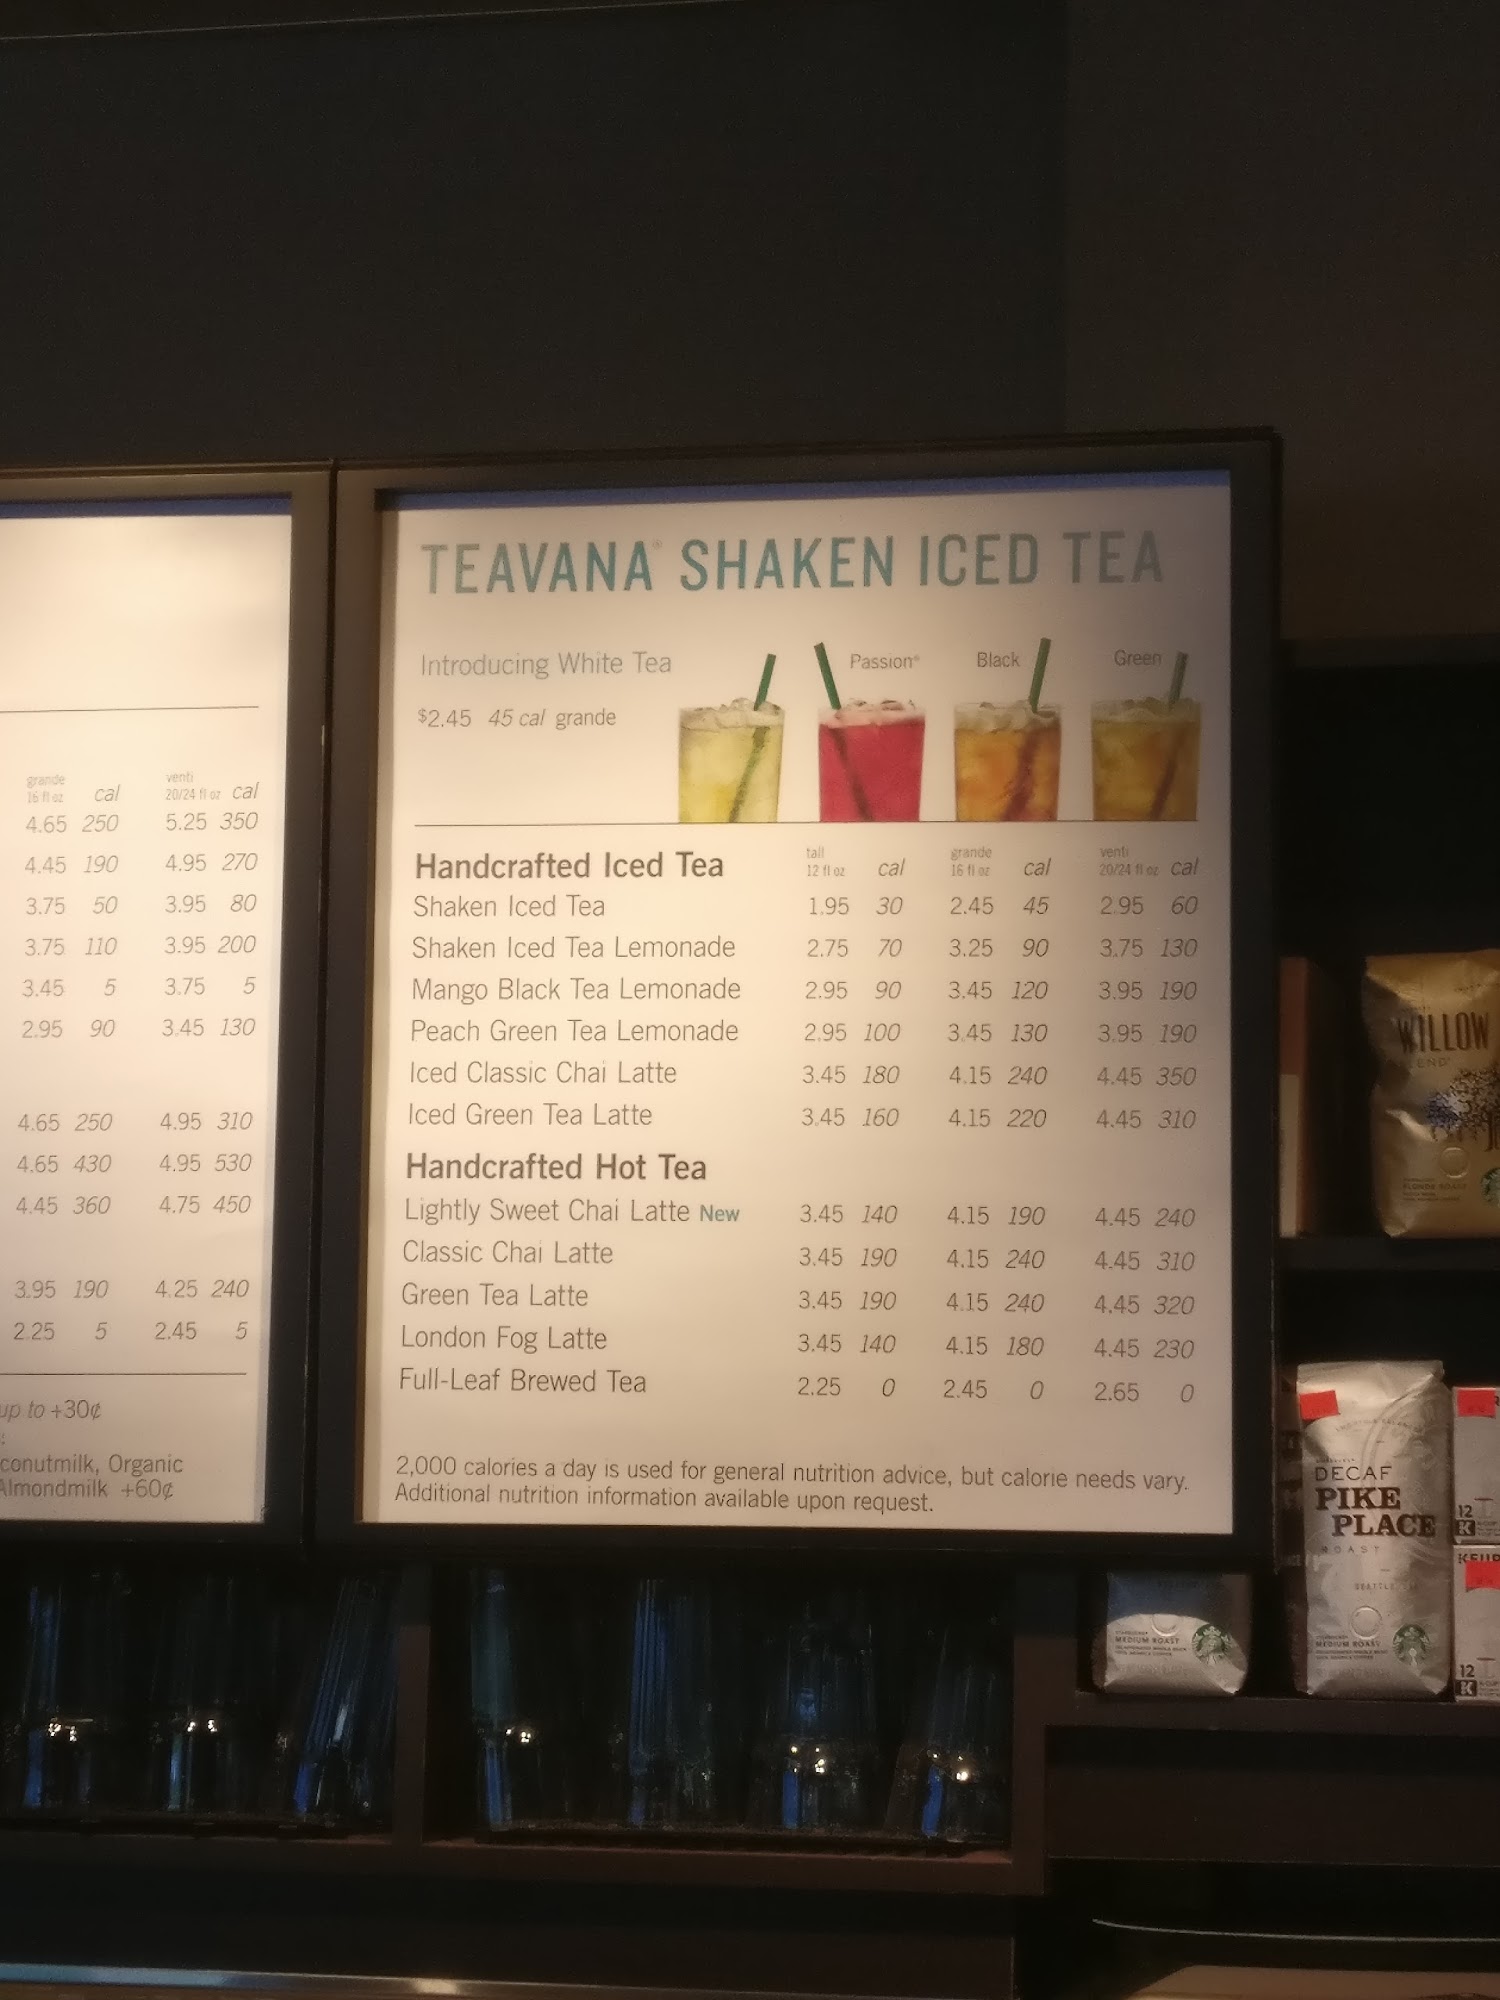 TEAVANA® SHAKEN ICED TEA
Introducing White Tea
$2.45 45 cal grande
Passion®
Black
Green
Handcrafted Iced Tea tall 12 fl oz cal grande 16 fl oz cal venti 20/24 fl oz cal
Shaken Iced Tea 1.95 30 2.45 45 2.95 60
Shaken Iced Tea Lemonade 2.75 70 3.25 90 3.75 130
Mango Black Tea Lemonade 2.95 90 3.45 120 3.95 190
Peach Green Tea Lemonade 2.95 100 3.45 130 3.95 190
Iced Classic Chai Latte 3.45 180 4.15 240 4.45 350
Iced Green Tea Latte 3.45 160 4.15 220 4.45 310
Handcrafted Hot Tea
Lightly Sweet Chai Latte New 3.45 140 4.15 190 4.45 240
Classic Chai Latte 3.45 190 4.15 240 4.45 310
Green Tea Latte 3.45 190 4.15 240 4.45 320
London Fog Latte 3.45 140 4.15 180 4.45 230
Full-Leaf Brewed Tea 2.25 0 2.45 0 2.65 0
2,000 calories a day is used for general nutrition advice, but calorie needs vary.
Additional nutrition information available upon request.
grande 16 fl oz cal venti 20/24 fl oz cal
4.65 250 5.25 350
4.45 190 4.95 270
3.75 50 3.95 80
3.75 110 3.95 200
3.45 5 3.75 5
2.95 90 3.45 130
4.65 250 4.95 310
4.65 430 4.95 530
4.45 360 4.75 450
3.95 190 4.25 240
2.25 5 2.45 5
up to +30¢
conutmilk, Organic
Almondmilk +60¢
WILLOW
BLONDE ROAST
DECAF
PIKE
PLACE
ROAST
MEDIUM ROAST
MEDIUM ROAST
12
K
KEUR
12
K